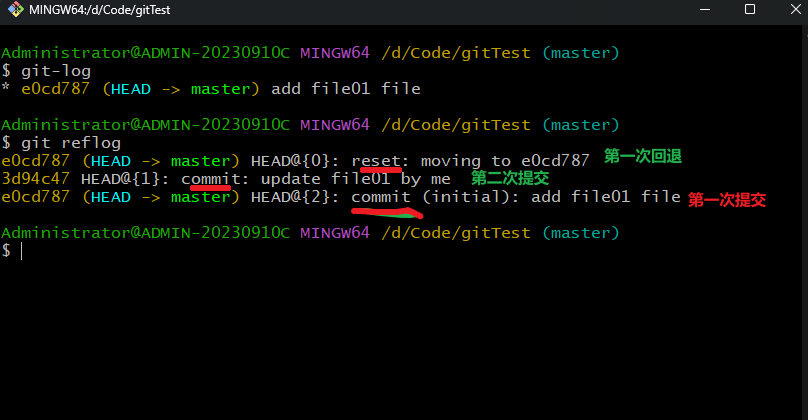 MINGW64:/d/Code/gitTest
Administrator@ADMIN-20230910C MINGW64 /d/Code/gitTest (master)
$ git-log
* e0cd787 (HEAD -> master) add file01 file
Administrator@ADMIN-20230910C MINGW64 /d/Code/gitTest (master)
$ git reflog
e0cd787 (HEAD -> master) HEAD@{0}: reset: moving to e0cd787 第一次回退
3d94c47 HEAD@{1}: commit: update file01 by me 第二次提交
e0cd787 (HEAD -> master) HEAD@{2}: commit (initial): add file01 file 第一次提交
Administrator@ADMIN-20230910C MINGW64 /d/Code/gitTest (master)
$